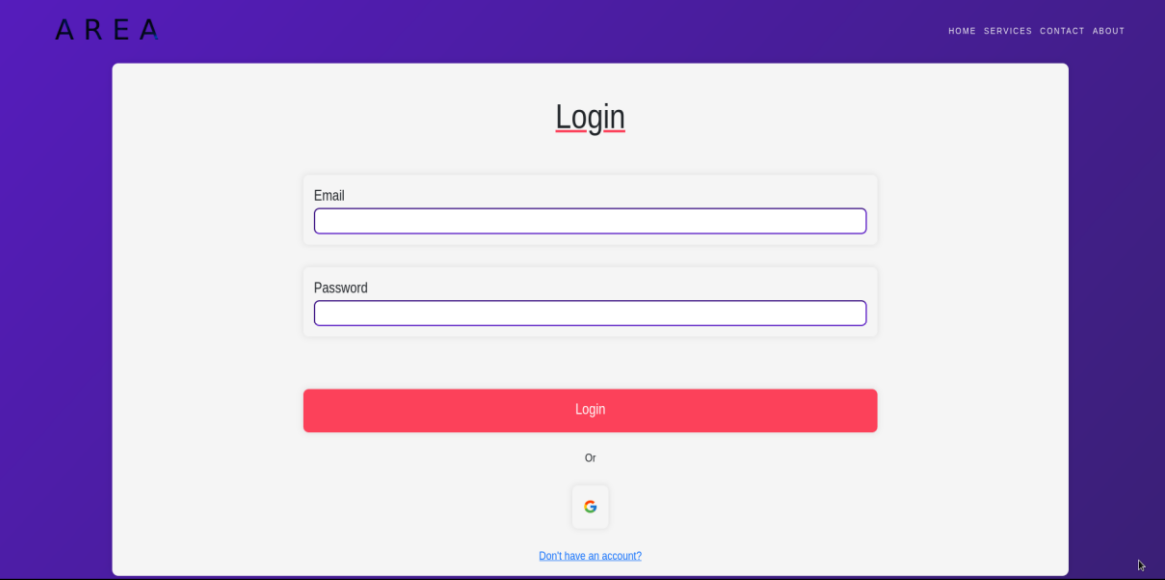 AREA
HOME SERVICES CONTACT ABOUT
Login
Email
Password
Login
Or
Don't have an account?